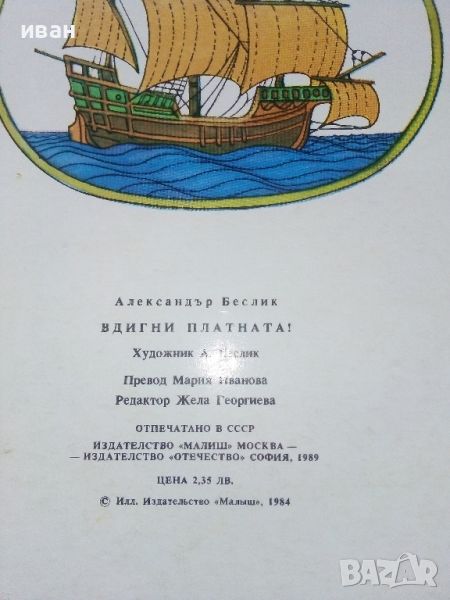 иван
Александър Беслик
ВДИГНИ ПЛАТНАТА!
Художник А. Беслик
Превод Мария Иванова
Редактор Жела Георгиева
ОТПЕЧАТАНО В СССР
ИЗДАТЕЛСТВО «МАЛИШ» МОСКВА —
— ИЗДАТЕЛСТВО «ОТЕЧЕСТВО» СОФИЯ, 1989
ЦЕНА 2,35 ЛВ.
© Илл. Издательство «Малыш», 1984
BAZAR